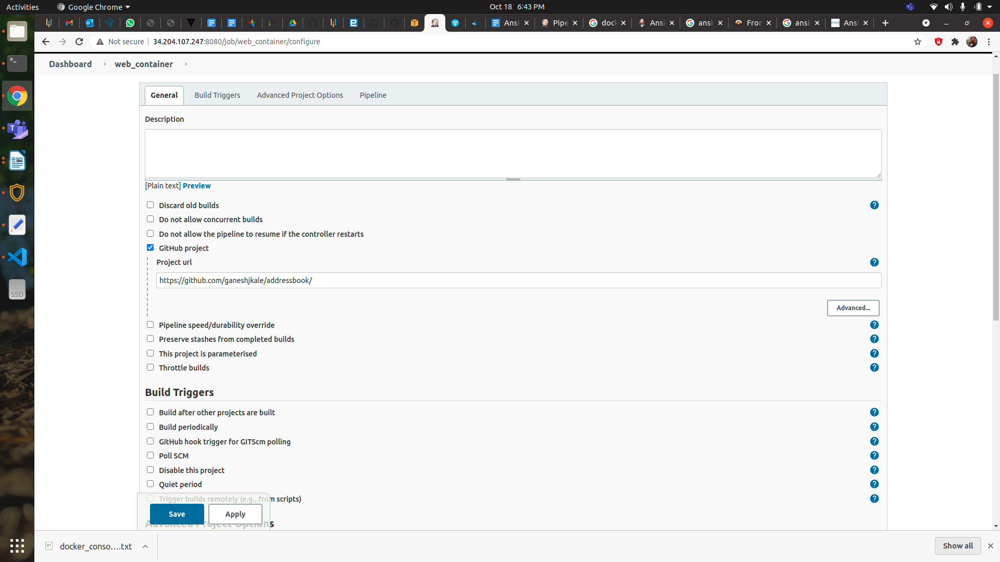 Activities
Google Chrome
Oct 18 6:43 PM
Ansi
Pipe
dock
Ansi
ansi
Fron
ansi
Ansi
Not secure
34.204.107.247:8080/job/web_container/configure
Dashboard
web_container
General
Build Triggers
Advanced Project Options
Pipeline
Description
[Plain text] Preview
Discard old builds
Do not allow concurrent builds
Do not allow the pipeline to resume if the controller restarts
GitHub project
Project url
https://github.com/ganeshjkale/addressbook/
Advanced...
Pipeline speed/durability override
Preserve stashes from completed builds
This project is parameterised
Throttle builds
Build Triggers
Build after other projects are built
Build periodically
GitHub hook trigger for GITScm polling
Poll SCM
Disable this project
Quiet period
Trigger builds remotely (e.g., from scripts)
Save
Apply
Advanced Project Options
SSD
docker_conso....txt
Show all